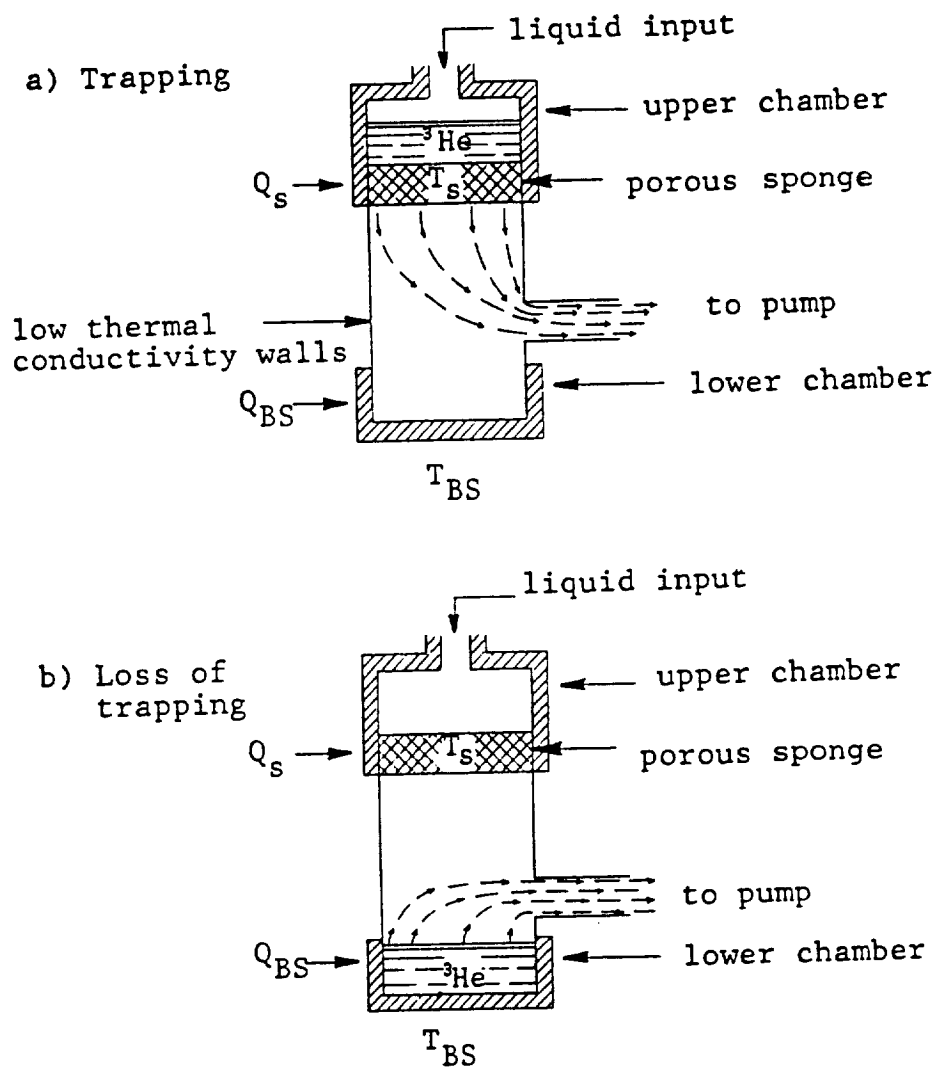 liquid input
a) Trapping
upper chamber
³He
Q_s
T_s
porous sponge
to pump
low thermal
conductivity walls
lower chamber
Q_BS
T_BS
liquid input
b) Loss of
trapping
upper chamber
Q_s
T_s
porous sponge
to pump
Q_BS
³He
lower chamber
T_BS